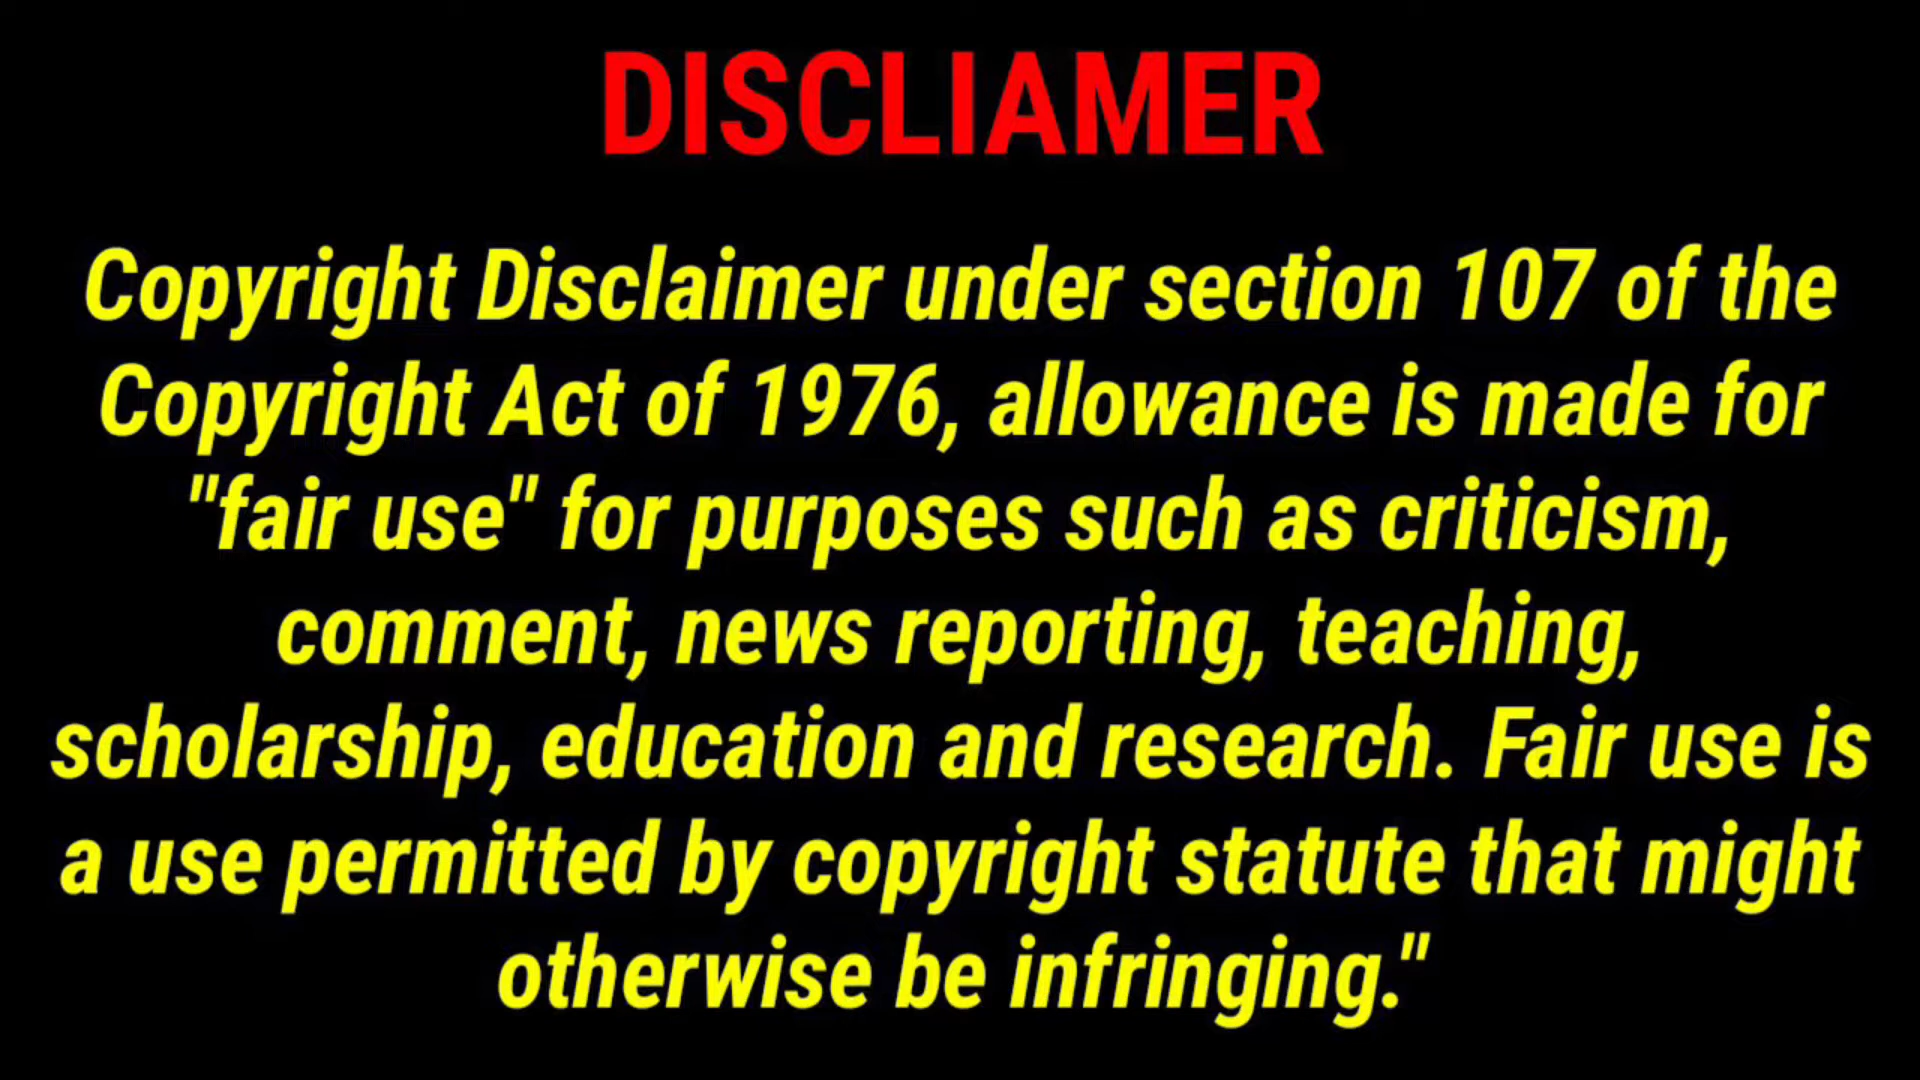 DISCLIAMER
Copyright Disclaimer under section 107 of the
Copyright Act of 1976, allowance is made for
"fair use" for purposes such as criticism,
comment, news reporting, teaching,
scholarship, education and research. Fair use is
a use permitted by copyright statute that might
otherwise be infringing."